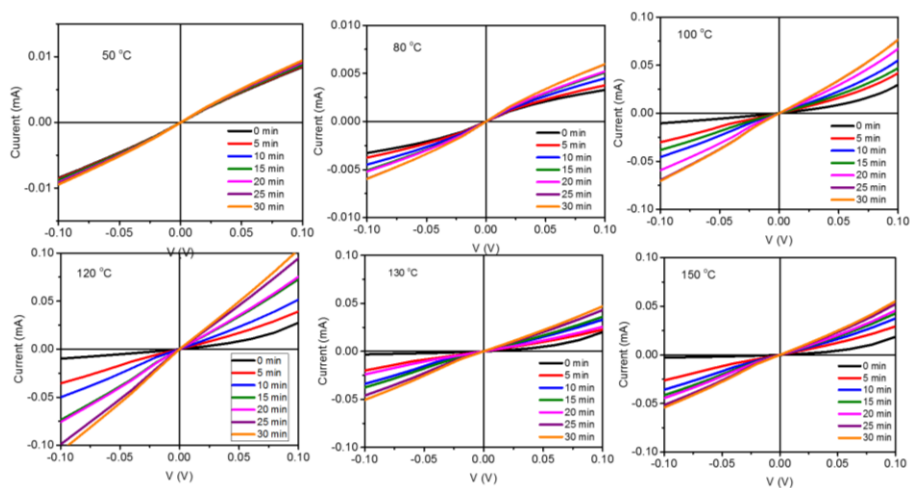 50 °C
Cuurent (mA)
0.01
0.00
-0.01
-0.10
-0.05
0.00
0.05
0.10
V (V)
0 min
5 min
10 min
15 min
20 min
25 min
30 min
80 °C
Current (mA)
0.010
0.005
0.000
-0.005
-0.010
-0.10
-0.05
0.00
0.05
0.10
V (V)
0 min
5 min
10 min
15 min
20 min
25 min
30 min
100 °C
Current (mA)
0.10
0.05
0.00
-0.05
-0.10
-0.10
-0.05
0.00
0.05
0.10
V (V)
0 min
5 min
10 min
15 min
20 min
25 min
30 min
120 °C
Current (mA)
0.10
0.05
0.00
-0.05
-0.10
-0.10
-0.05
0.00
0.05
0.10
V (V)
0 min
5 min
10 min
15 min
20 min
25 min
30 min
130 °C
Current (mA)
0.10
0.05
0.00
-0.05
-0.10
-0.10
-0.05
0.00
0.05
0.10
V (V)
0 min
5 min
10 min
15 min
20 min
25 min
30 min
150 °C
Current (mA)
0.10
0.05
0.00
-0.05
-0.10
-0.10
-0.05
0.00
0.05
0.10
V (V)
0 min
5 min
10 min
15 min
20 min
25 min
30 min